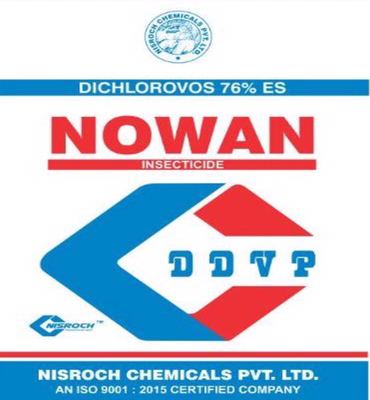 NISROCH CHEMICALS PVT. LTD.
DICHLOROVOS 76% ES
NOWAN
INSECTICIDE
DDVP
NISROCH ™
NISROCH CHEMICALS PVT. LTD.
AN ISO 9001 : 2015 CERTIFIED COMPANY